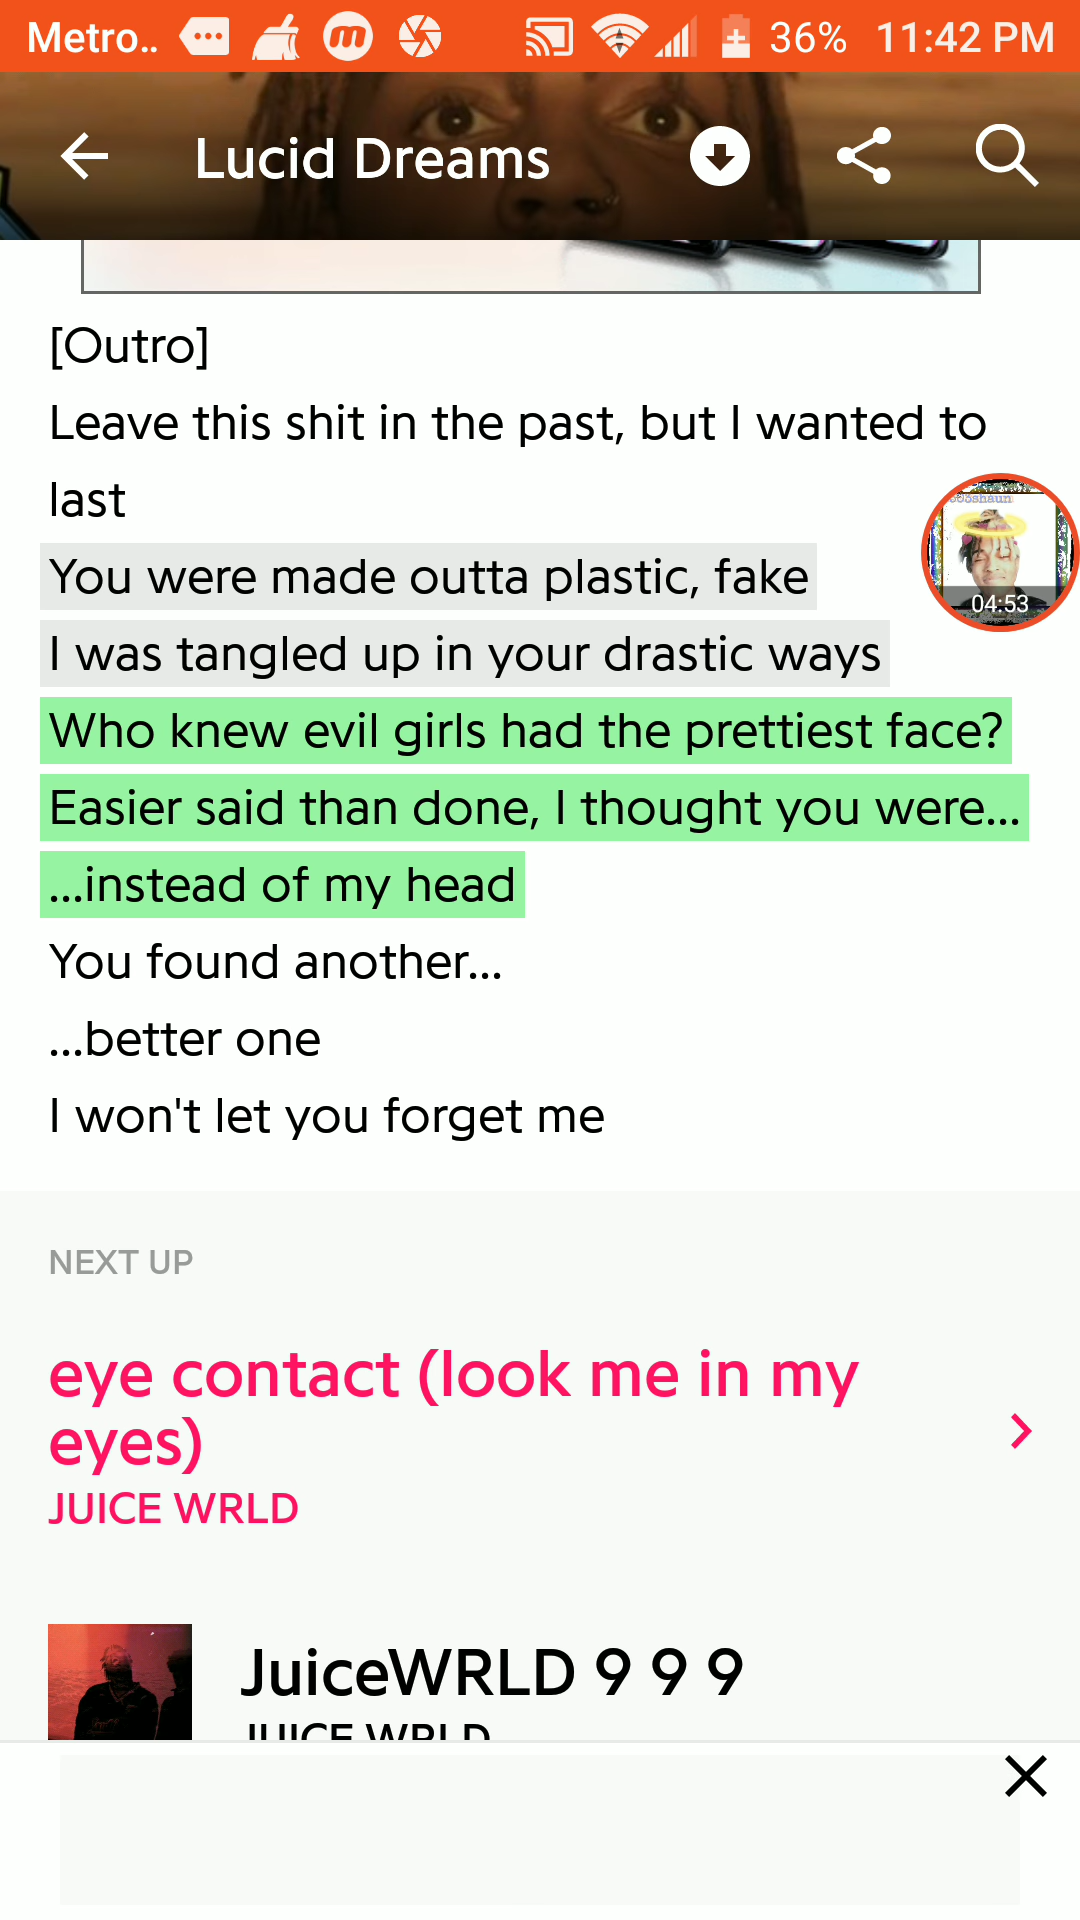 Metro.. 36% 11:42 PM
Lucid Dreams
[Outro]
Leave this shit in the past, but I wanted to
last
You were made outta plastic, fake
I was tangled up in your drastic ways
Who knew evil girls had the prettiest face?
Easier said than done, I thought you were...
...instead of my head
You found another...
...better one
I won't let you forget me
603shaun
04:53
NEXT UP
eye contact (look me in my
eyes)
JUICE WRLD
JuiceWRLD 9 9 9
JUICE WRLD